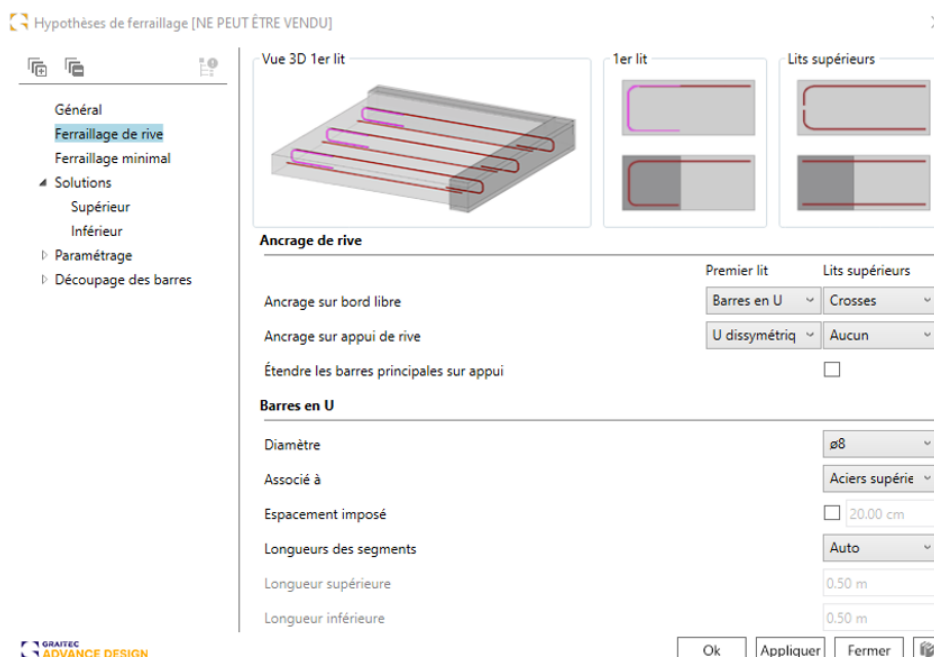 Hypothèses de ferraillage [NE PEUT ÊTRE VENDU]
Général
Ferraillage de rive
Ferraillage minimal
Solutions
Supérieur
Inférieur
Paramétrage
Découpage des barres
Vue 3D 1er lit
1er lit
Lits supérieurs
Ancrage de rive
Premier lit Lits supérieurs
Ancrage sur bord libre Barres en U Crosses
Ancrage sur appui de rive U dissymétriq Aucun
Étendre les barres principales sur appui
Barres en U
Diamètre ø8
Associé à Aciers supérie
Espacement imposé 20.00 cm
Longueurs des segments Auto
Longueur supérieure 0.50 m
Longueur inférieure 0.50 m
GRAITEC
ADVANCE DESIGN
Ok Appliquer Fermer